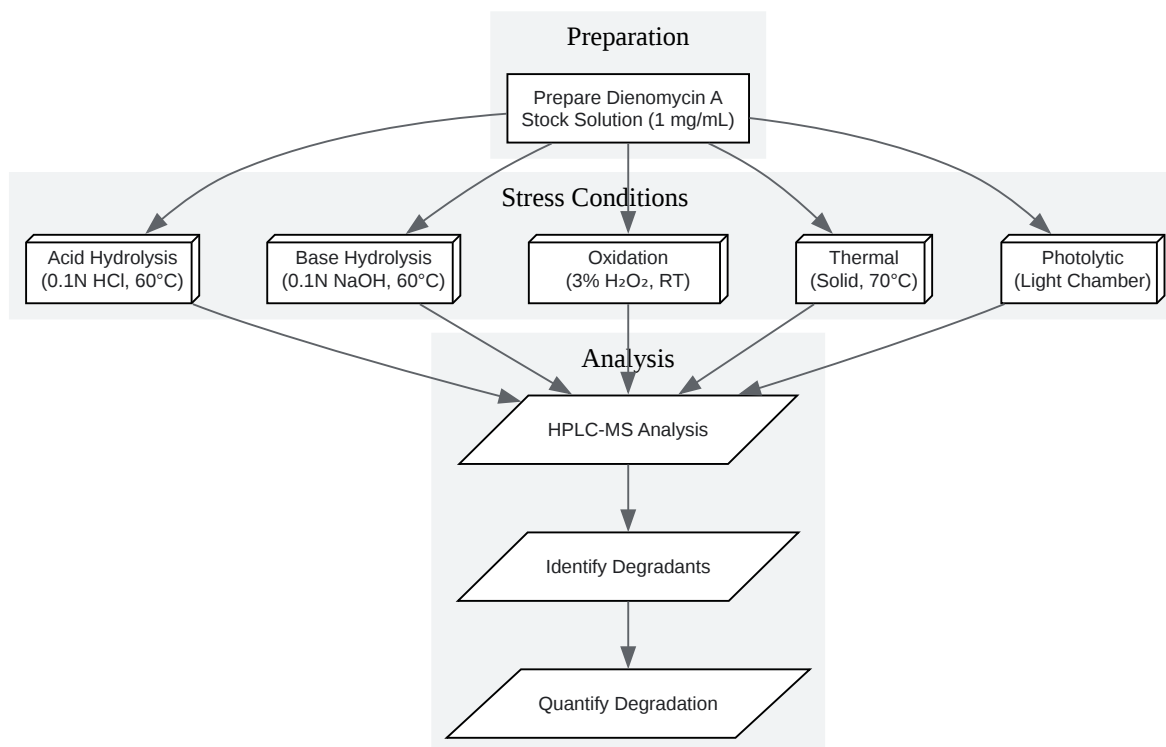 Preparation
Prepare Dienomycin A
Stock Solution (1 mg/mL)
Stress Conditions
Acid Hydrolysis
(0.1N HCl, 60°C)
Base Hydrolysis
(0.1N NaOH, 60°C)
Oxidation
(3% H₂O₂, RT)
Thermal
(Solid, 70°C)
Photolytic
(Light Chamber)
Analysis
HPLC-MS Analysis
Identify Degradants
Quantify Degradation